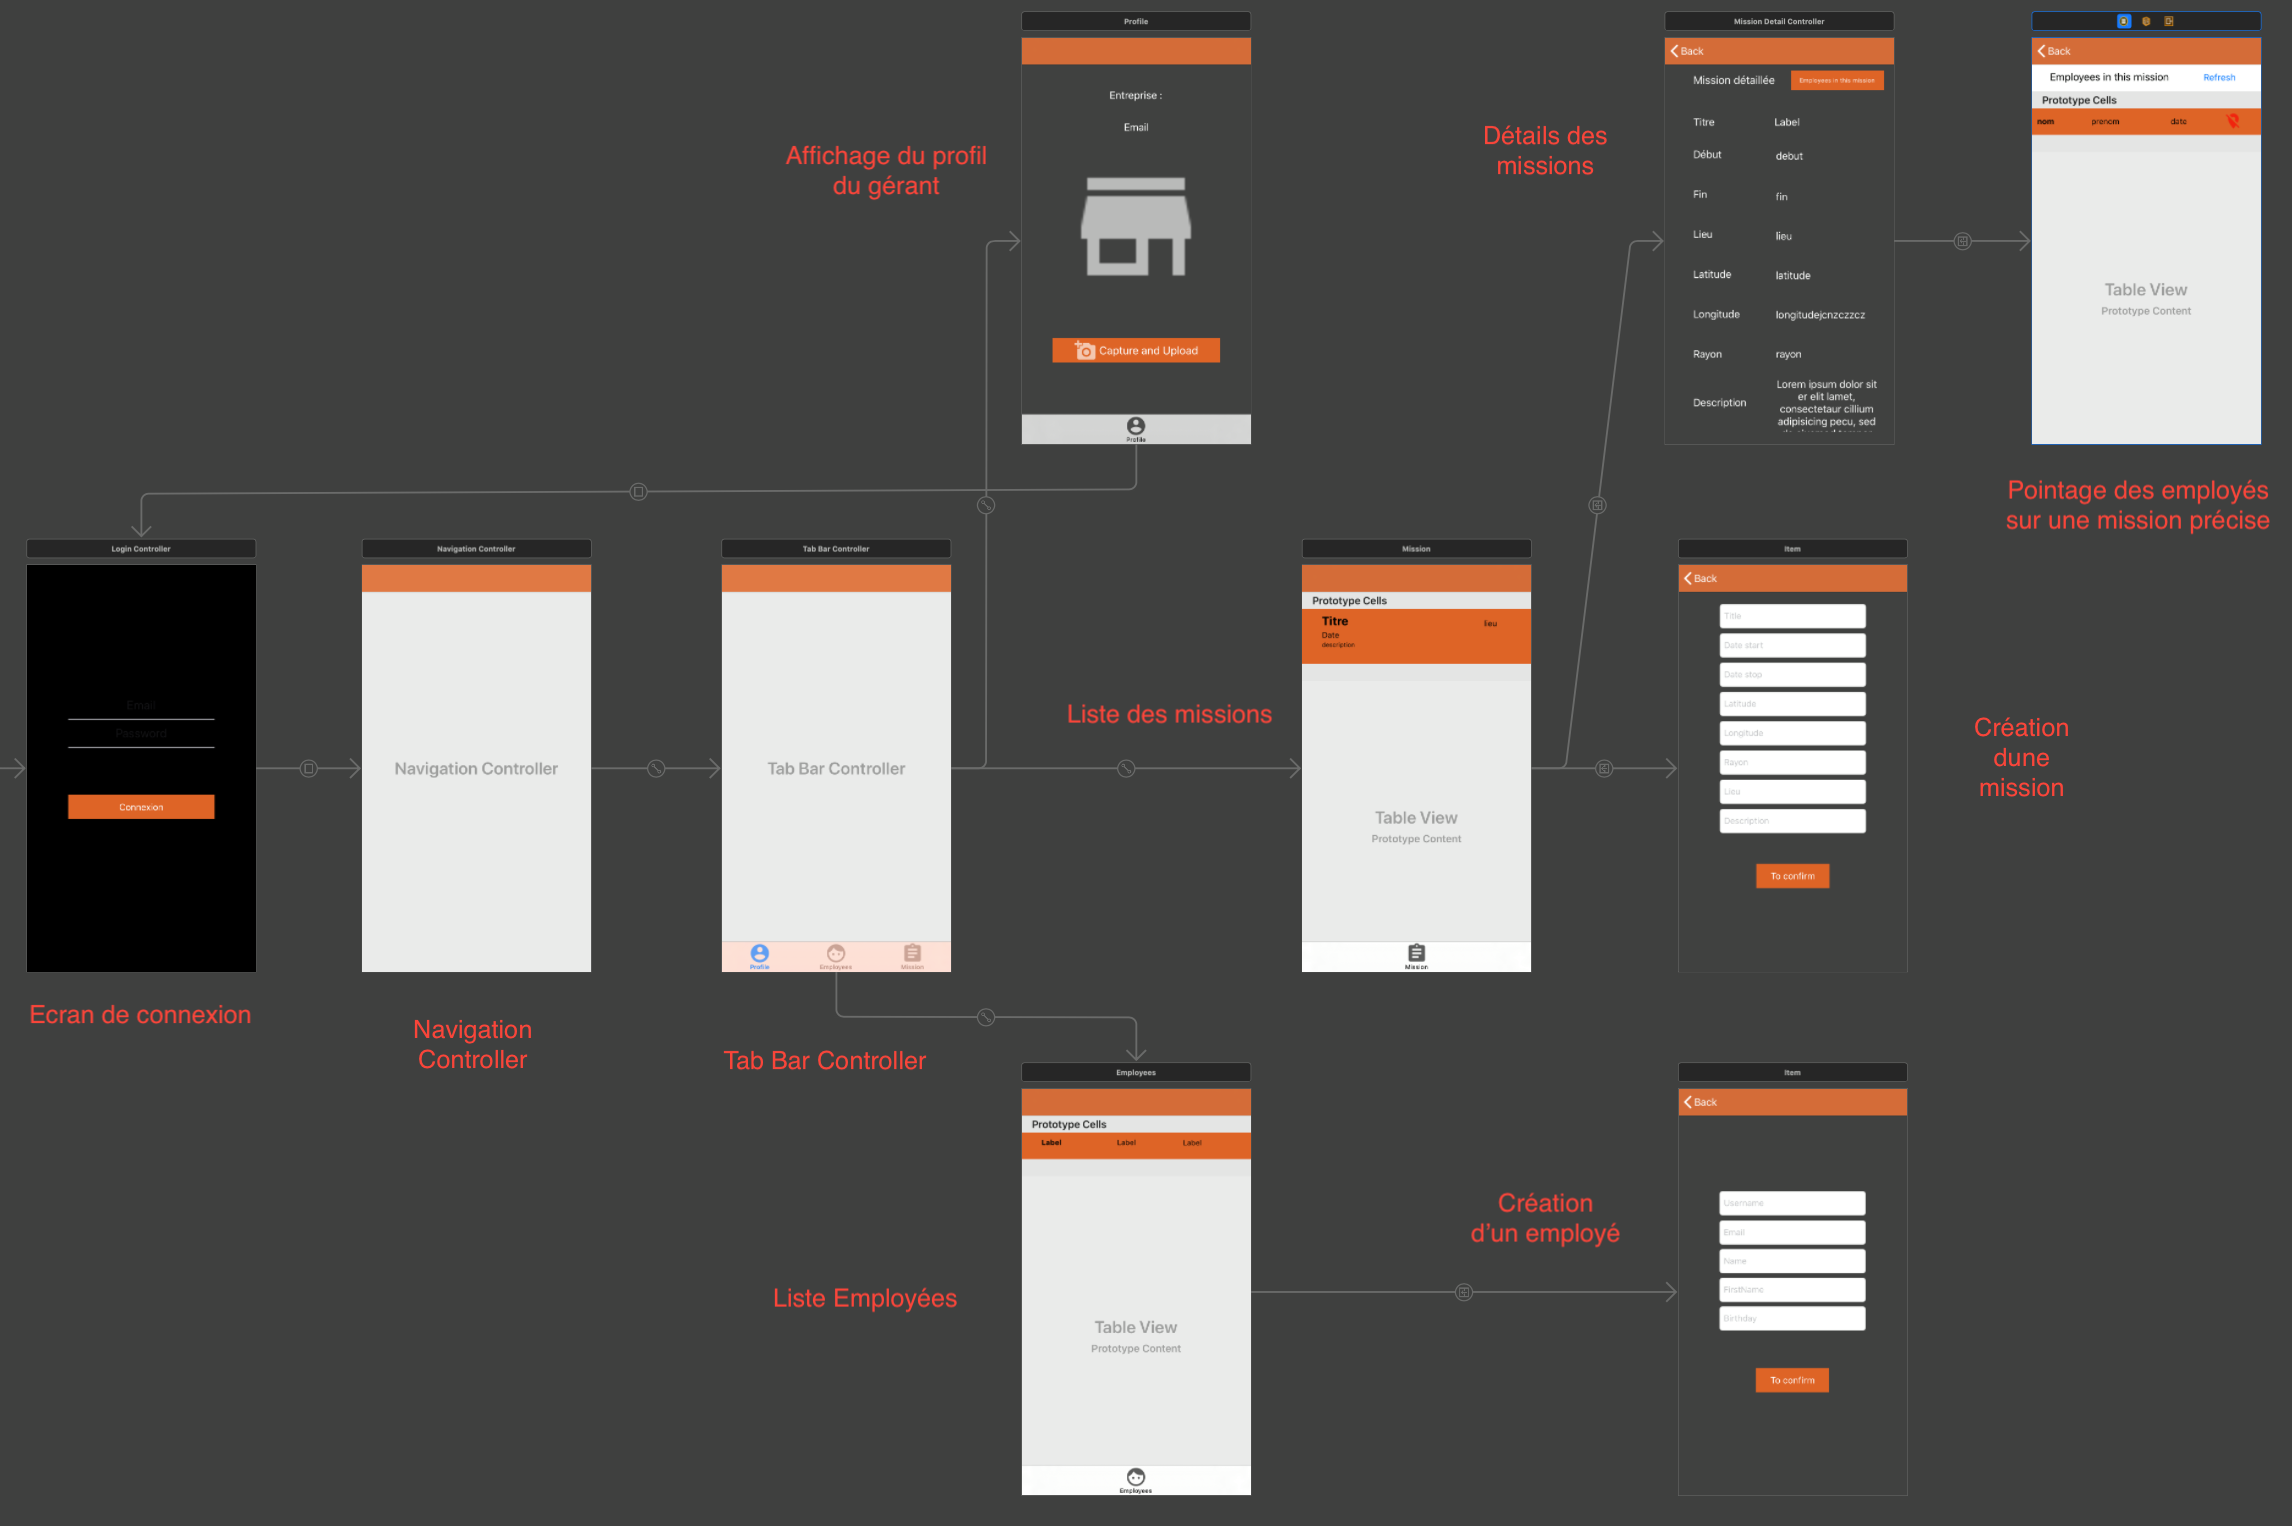 Profile
Entreprise :
Email
Capture and Upload
Profile
Affichage du profil
du gérant
Mission Detail Controller
Back
Mission détaillée
Employees in this mission
Titre
Label
Début
debut
Fin
fin
Lieu
lieu
Latitude
latitude
Longitude
longitudejcnzczzcz
Rayon
rayon
Description
Lorem ipsum dolor sit
er elit lamet,
consectetaur cillium
adipisicing pecu, sed
Détails des
missions
Back
Employees in this mission
Refresh
Prototype Cells
nom
prenom
date
Table View
Prototype Content
Pointage des employés
sur une mission précise
Login Controller
Email
Password
Connexion
Ecran de connexion
Navigation Controller
Navigation Controller
Navigation
Controller
Tab Bar Controller
Tab Bar Controller
Profile
Employees
Mission
Tab Bar Controller
Liste des missions
Mission
Prototype Cells
Titre
lieu
Date
description
Table View
Prototype Content
Mission
Item
Back
Title
Date start
Date stop
Latitude
Longitude
Rayon
Lieu
Description
To confirm
Création
dune
mission
Employees
Prototype Cells
Label
Label
Label
Table View
Prototype Content
Employees
Liste Employées
Création
d'un employé
Item
Back
Username
Email
Name
FirstName
Birthday
To confirm